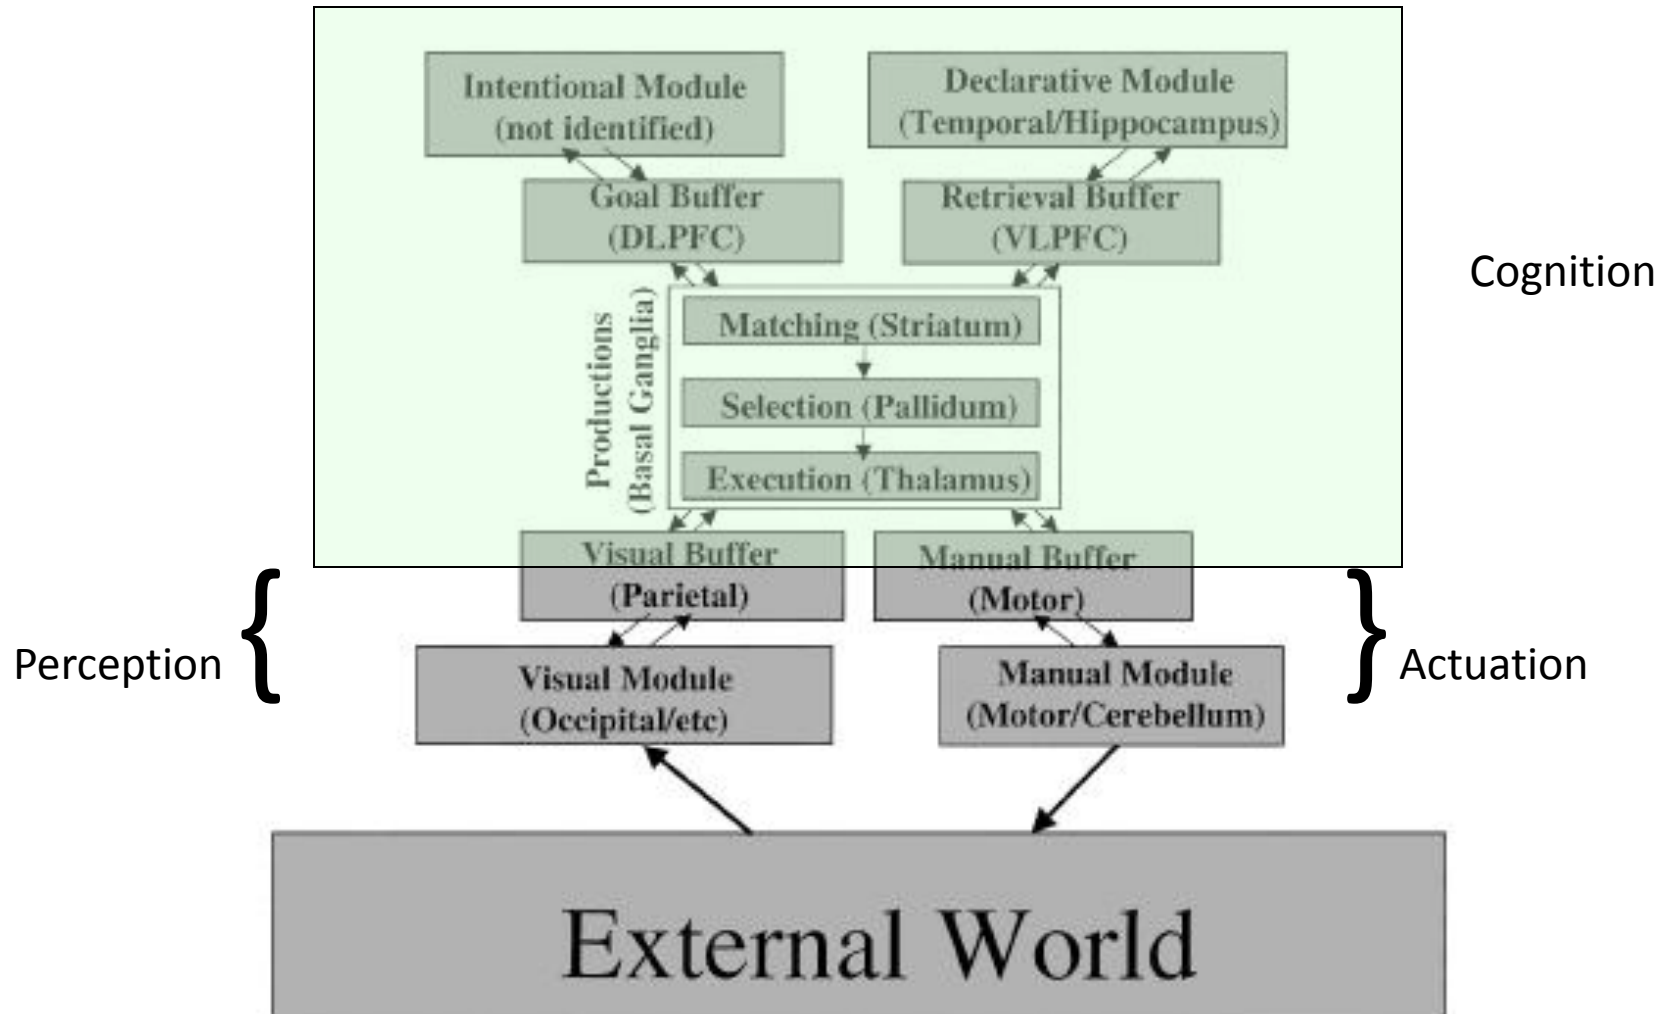 Intentional Module
(not identified)
Declarative Module
(Temporal/Hippocampus)
Goal Buffer
(DLPFC)
Retrieval Buffer
(VLPFC)
Cognition
Productions
(Basal Ganglia)
Matching (Striatum)
Selection (Pallidum)
Execution (Thalamus)
Visual Buffer
(Parietal)
Manual Buffer
(Motor)
Perception
{
Visual Module
(Occipital/etc)
Manual Module
(Motor/Cerebellum)
}
Actuation
External World